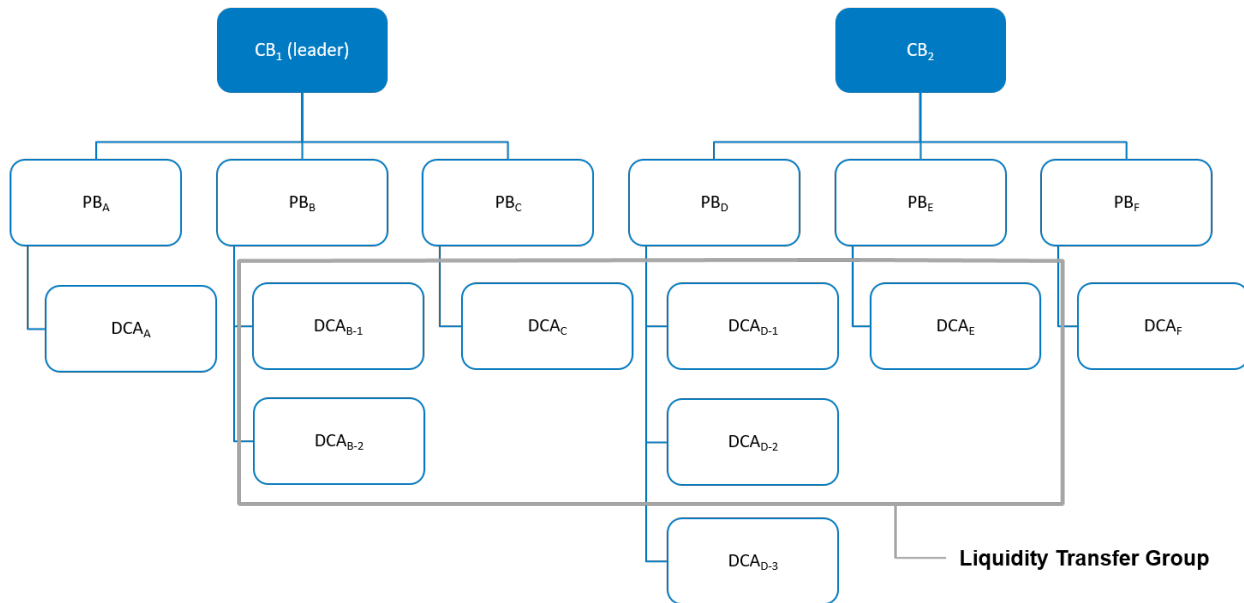 CB1 (leader)
CB2
PBA
PBB
PBC
PBD
PBE
PBF
DCAA
DCAB-1
DCAC
DCAD-1
DCAE
DCAF
DCAB-2
DCAD-2
DCAD-3
Liquidity Transfer Group